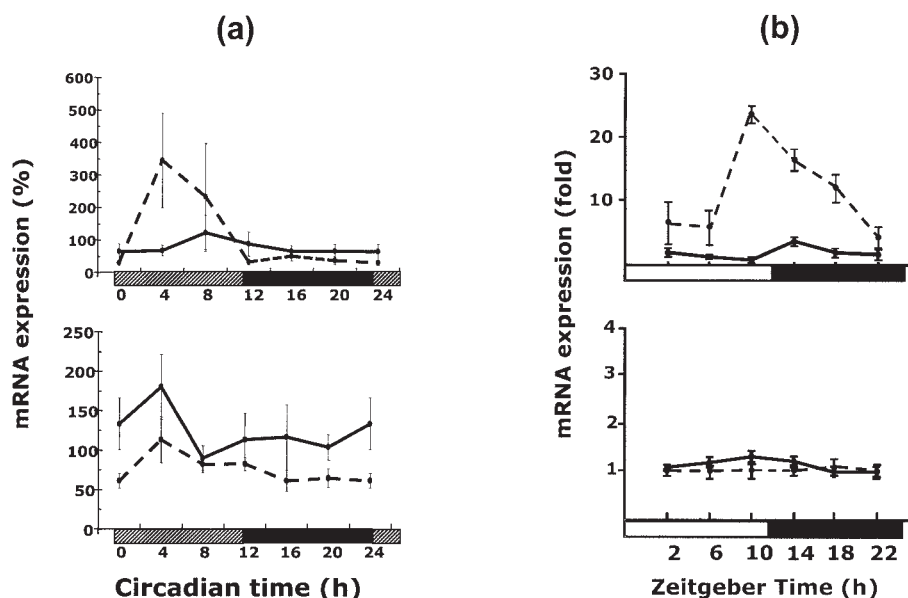 (a)
(b)
mRNA expression (%)
600
500
400
300
200
100
0
0 4 8 12 16 20 24
250
200
150
100
50
0
0 4 8 12 16 20 24
Circadian time (h)
mRNA expression (fold)
30
20
10
4
3
2
1
2 6 10 14 18 22
Zeitgeber Time (h)